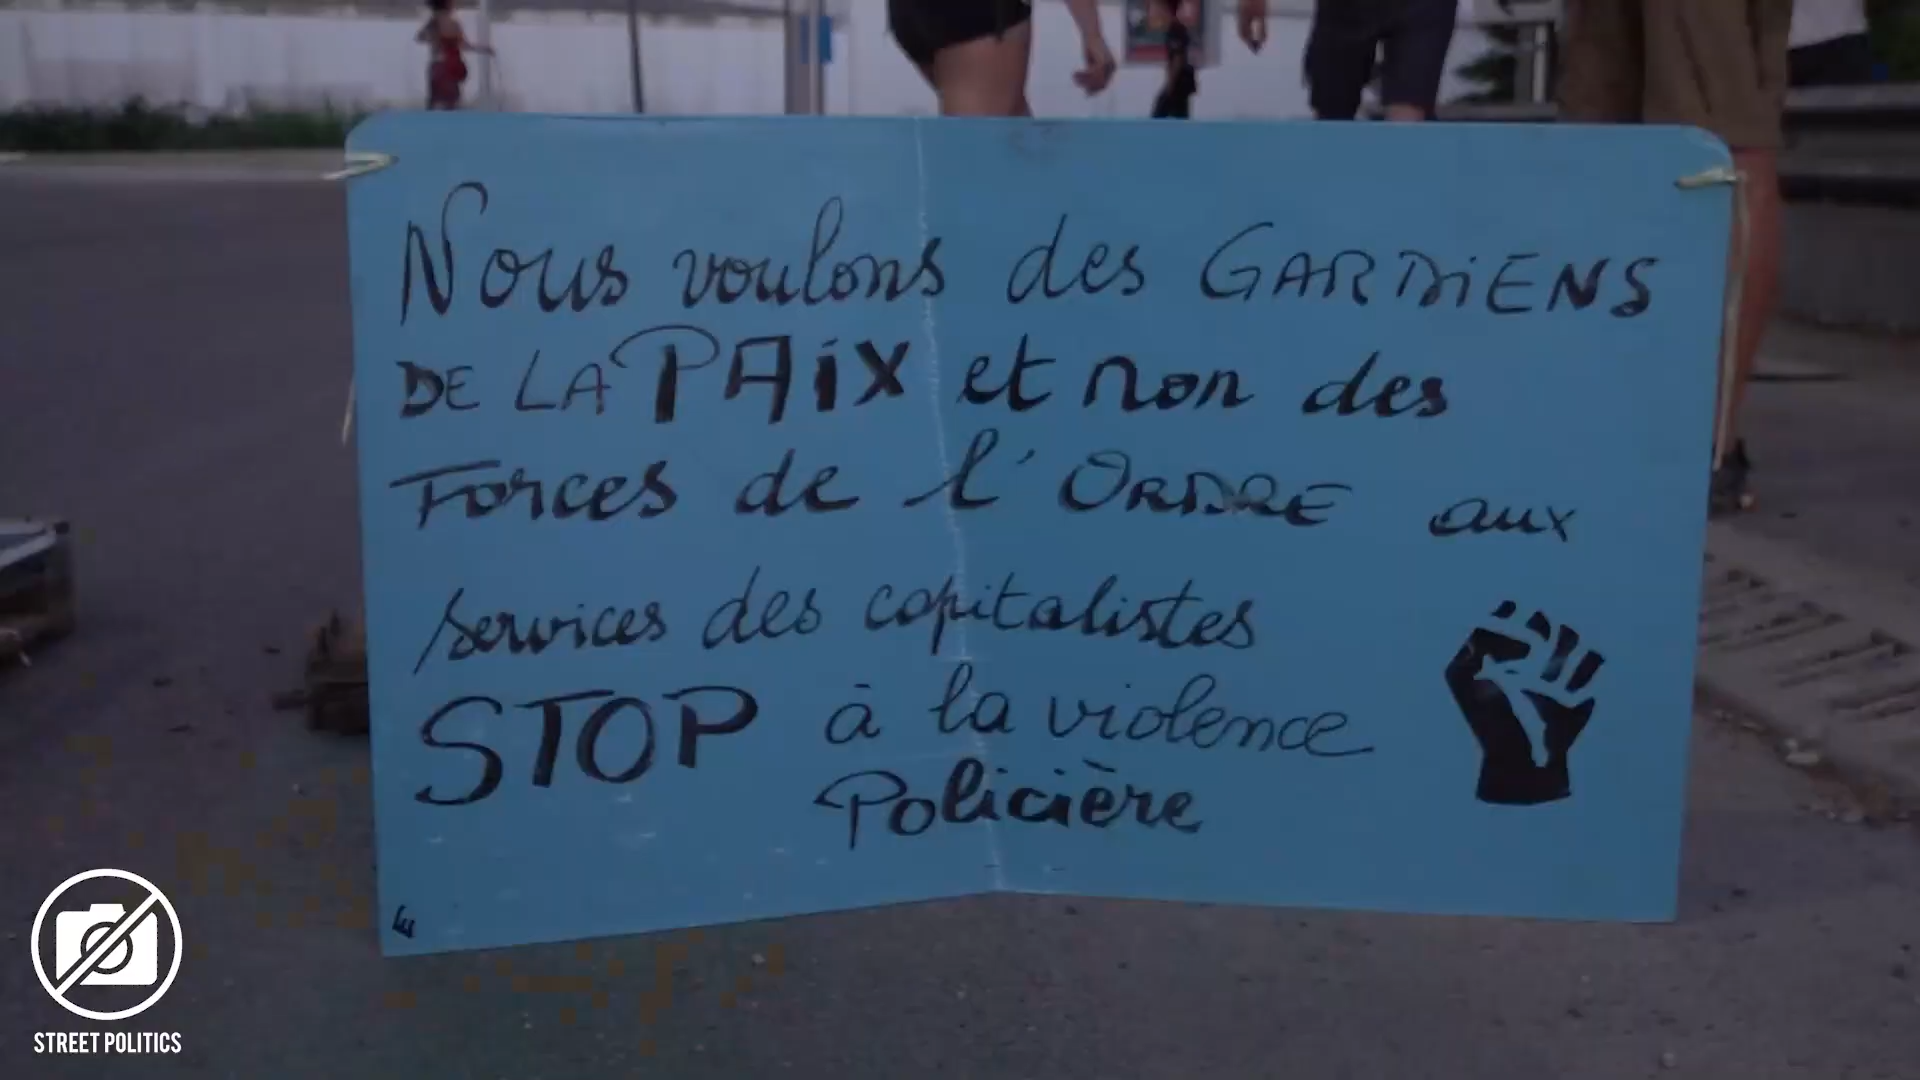 Nous voulons des GARDIENS
DE LA PAIX et non des
Forces de l'ORDRE aux
services des capitalistes
STOP à la violence
Policière
STREET POLITICS